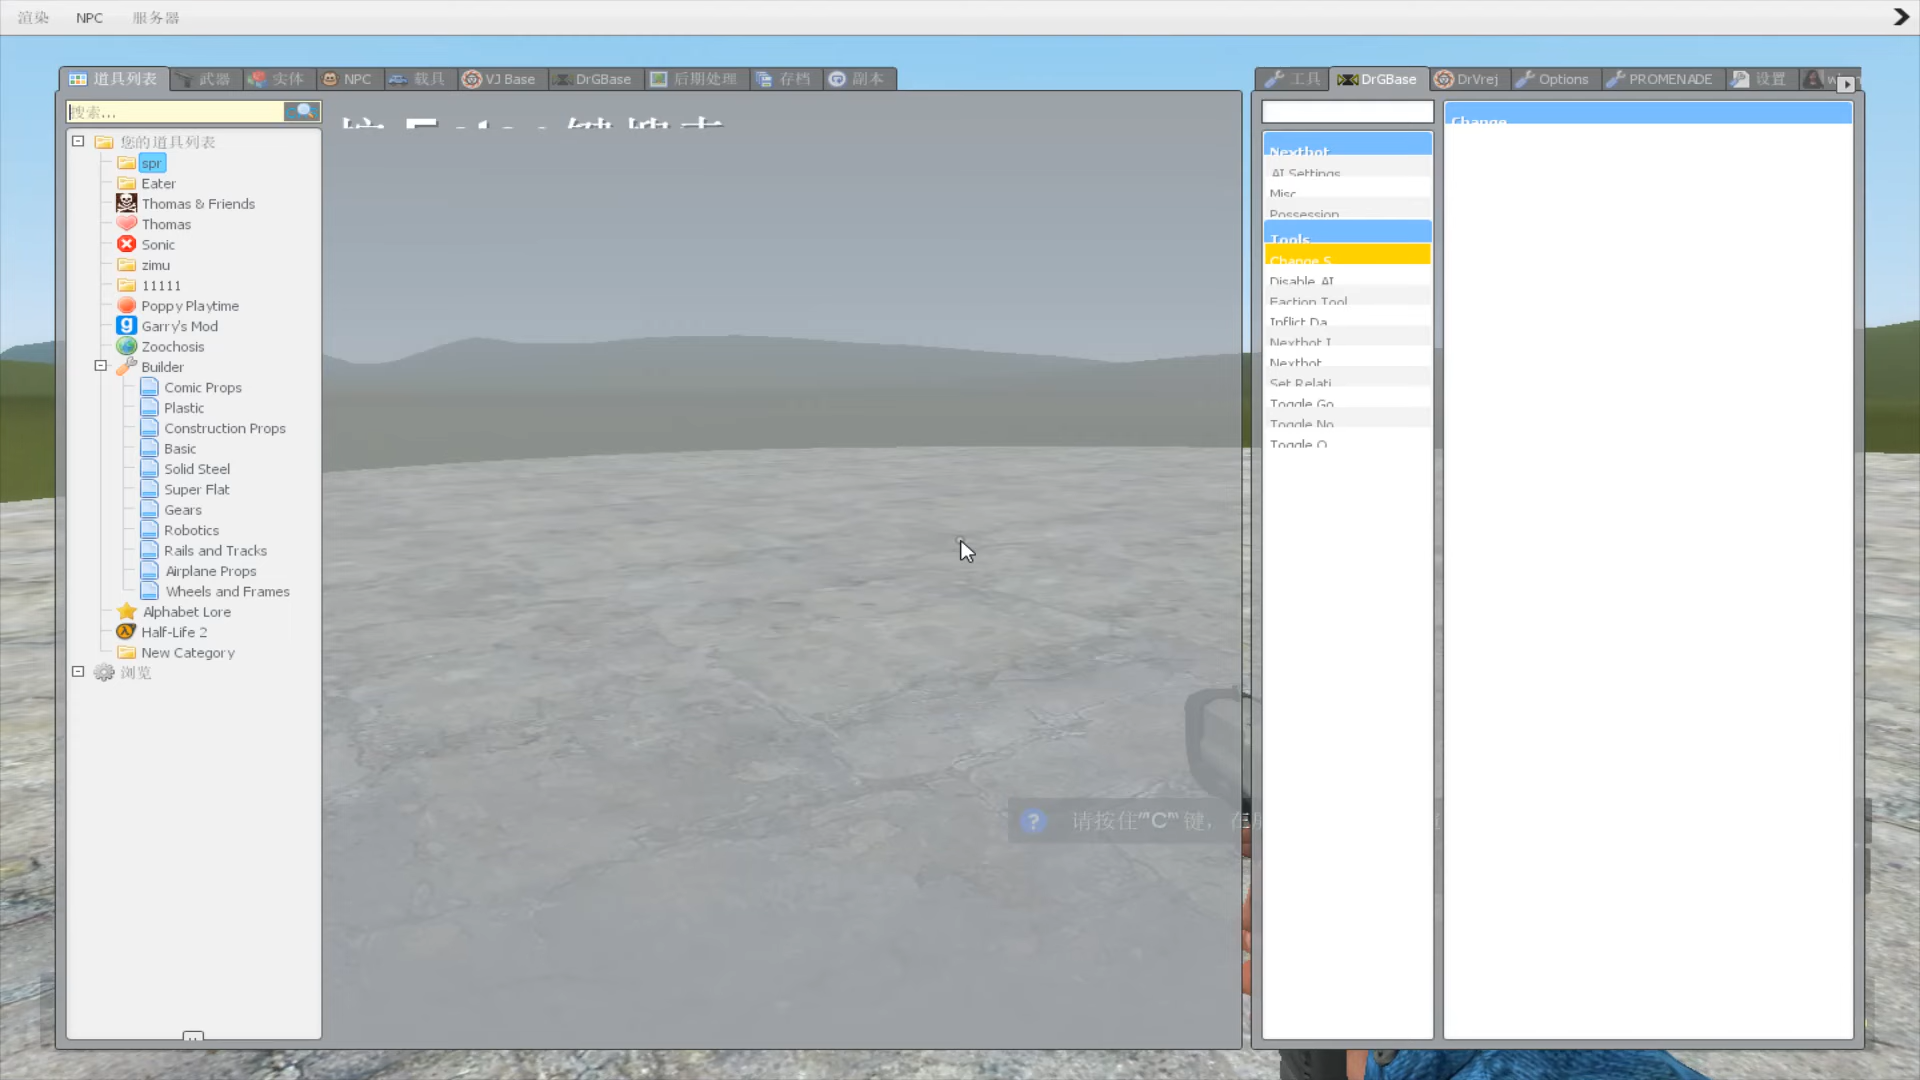 渲染 NPC 服务器
道具列表 武器 实体 NPC 载具 VJ Base DrGBase 后期处理 存档 副本
搜索...
您的道具列表
spr
Eater
Thomas & Friends
Thomas
Sonic
zimu
11111
Poppy Playtime
Garry's Mod
Zoochosis
Builder
Comic Props
Plastic
Construction Props
Basic
Solid Steel
Super Flat
Gears
Robotics
Rails and Tracks
Airplane Props
Wheels and Frames
Alphabet Lore
Half-Life 2
New Category
浏览
请按住"'C"' 键，在
工具 DrGBase DrVrej Options PROMENADE 设置
Nextbot
AI Settings
Misc
Possession
Tools
Change S
Disable AI
Faction Tool
Inflict Da
Nextbot I
Nextbot
Set Relati
Toggle Go
Toggle No
Toggle O
Change